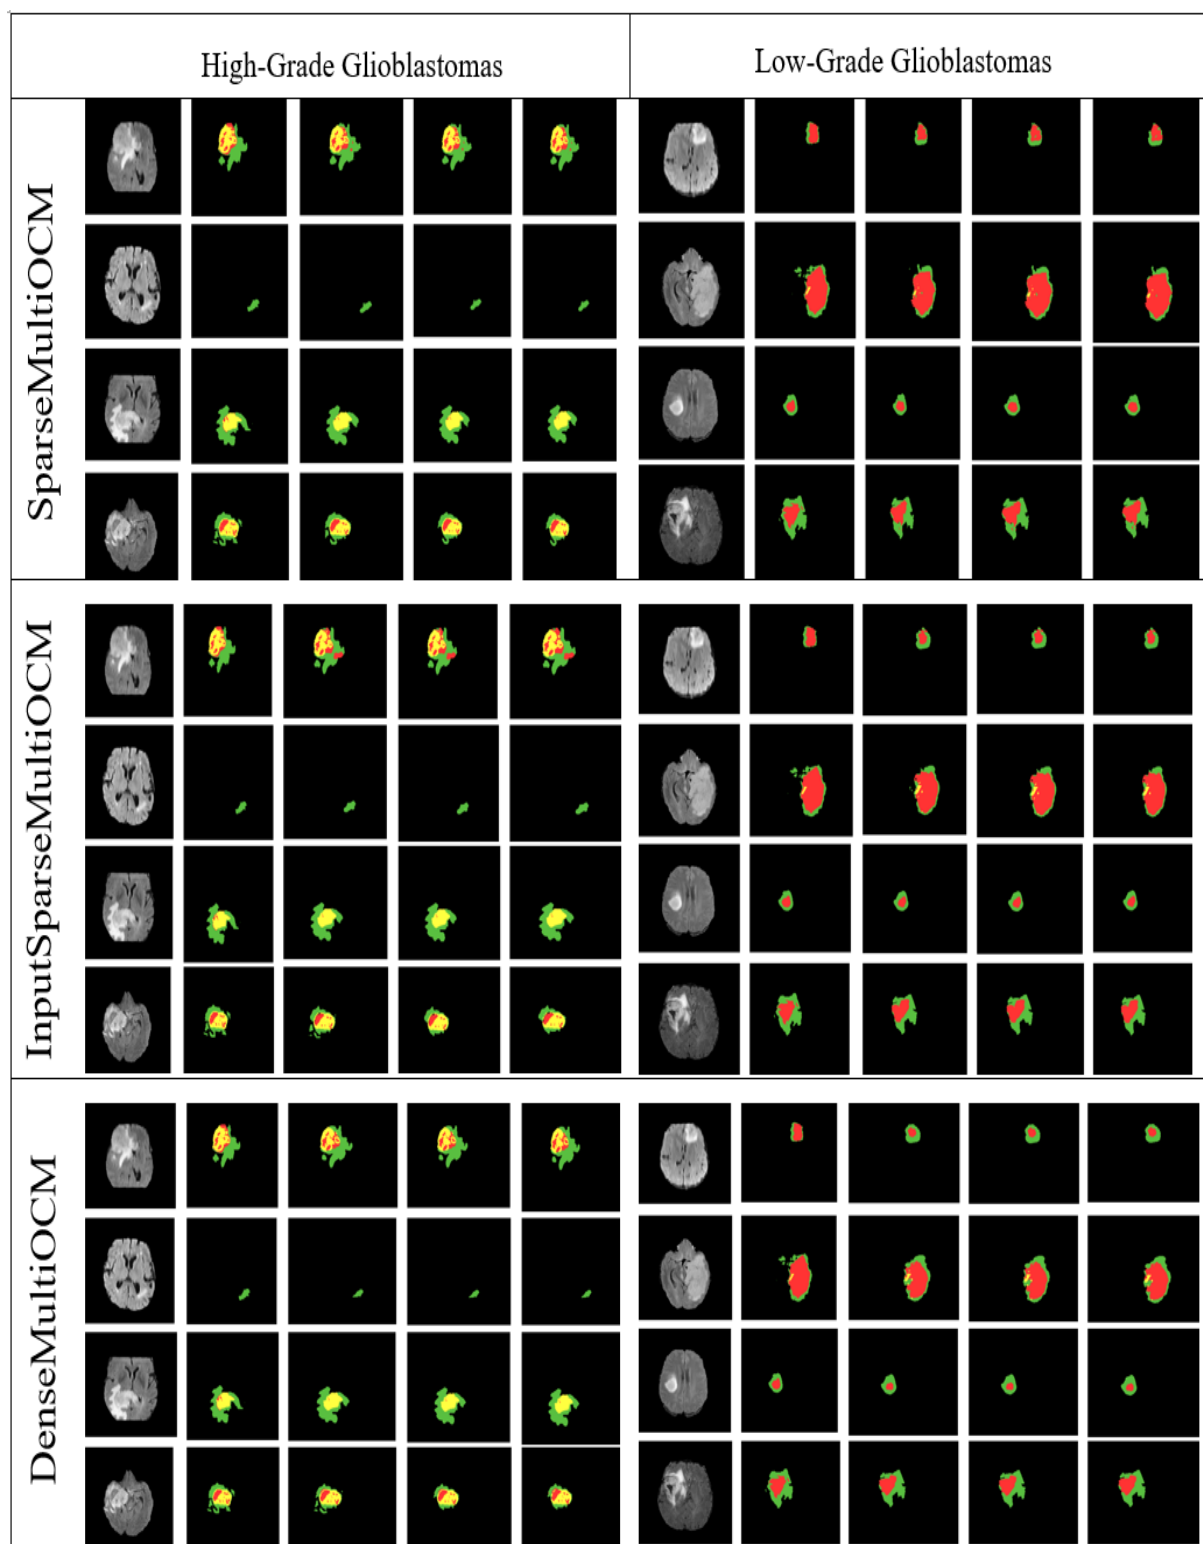 High-Grade Glioblastomas
Low-Grade Glioblastomas
SparseMultiOCM
InputSparseMultiOCM
DenseMultiOCM